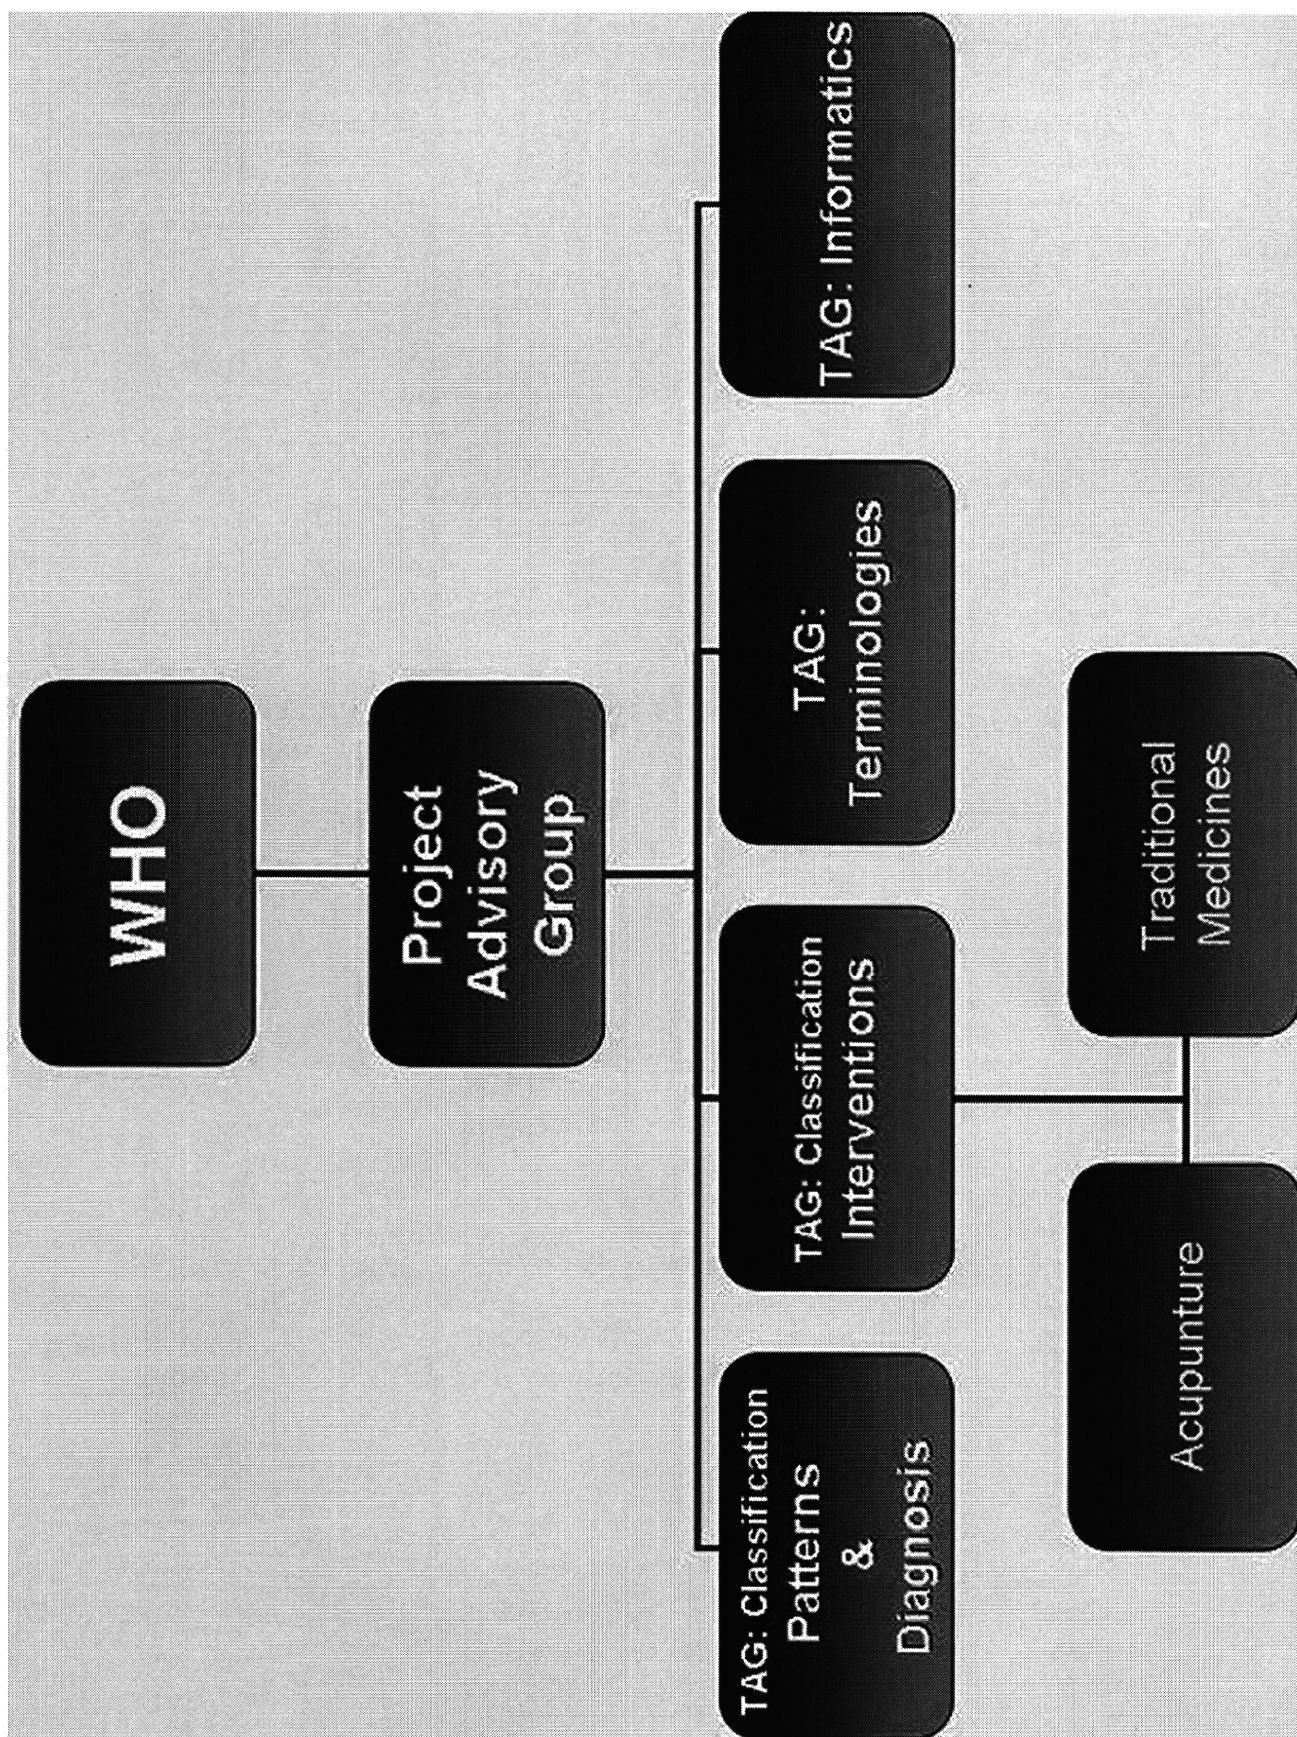 WHO
Project
Advisory
Group
TAG: Classification
Patterns
&
Diagnosis
TAG: Classification
Interventions
TAG:
Terminologies
TAG: Informatics
Acupunture
Traditional
Medicines